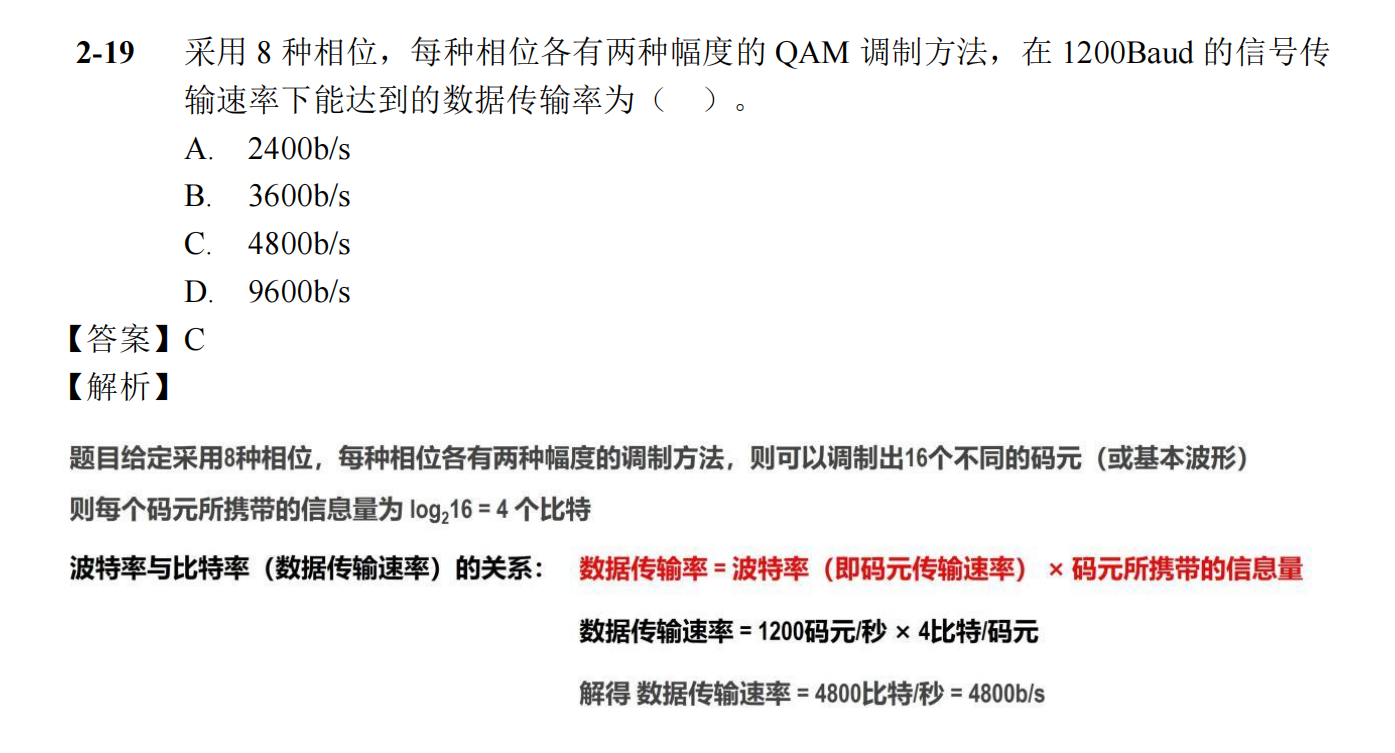 2-19 采用 8 种相位，每种相位各有两种幅度的 QAM 调制方法，在 1200Baud 的信号传
输速率下能达到的数据传输率为（ ）。
A. 2400b/s
B. 3600b/s
C. 4800b/s
D. 9600b/s
【答案】C
【解析】
题目给定采用8种相位，每种相位各有两种幅度的调制方法，则可以调制出16个不同的码元（或基本波形）
则每个码元所携带的信息量为 log₂16 = 4 个比特
波特率与比特率（数据传输速率）的关系： 数据传输率 = 波特率（即码元传输速率） × 码元所携带的信息量
数据传输速率 = 1200码元/秒 × 4比特/码元
解得 数据传输速率 = 4800比特/秒 = 4800b/s